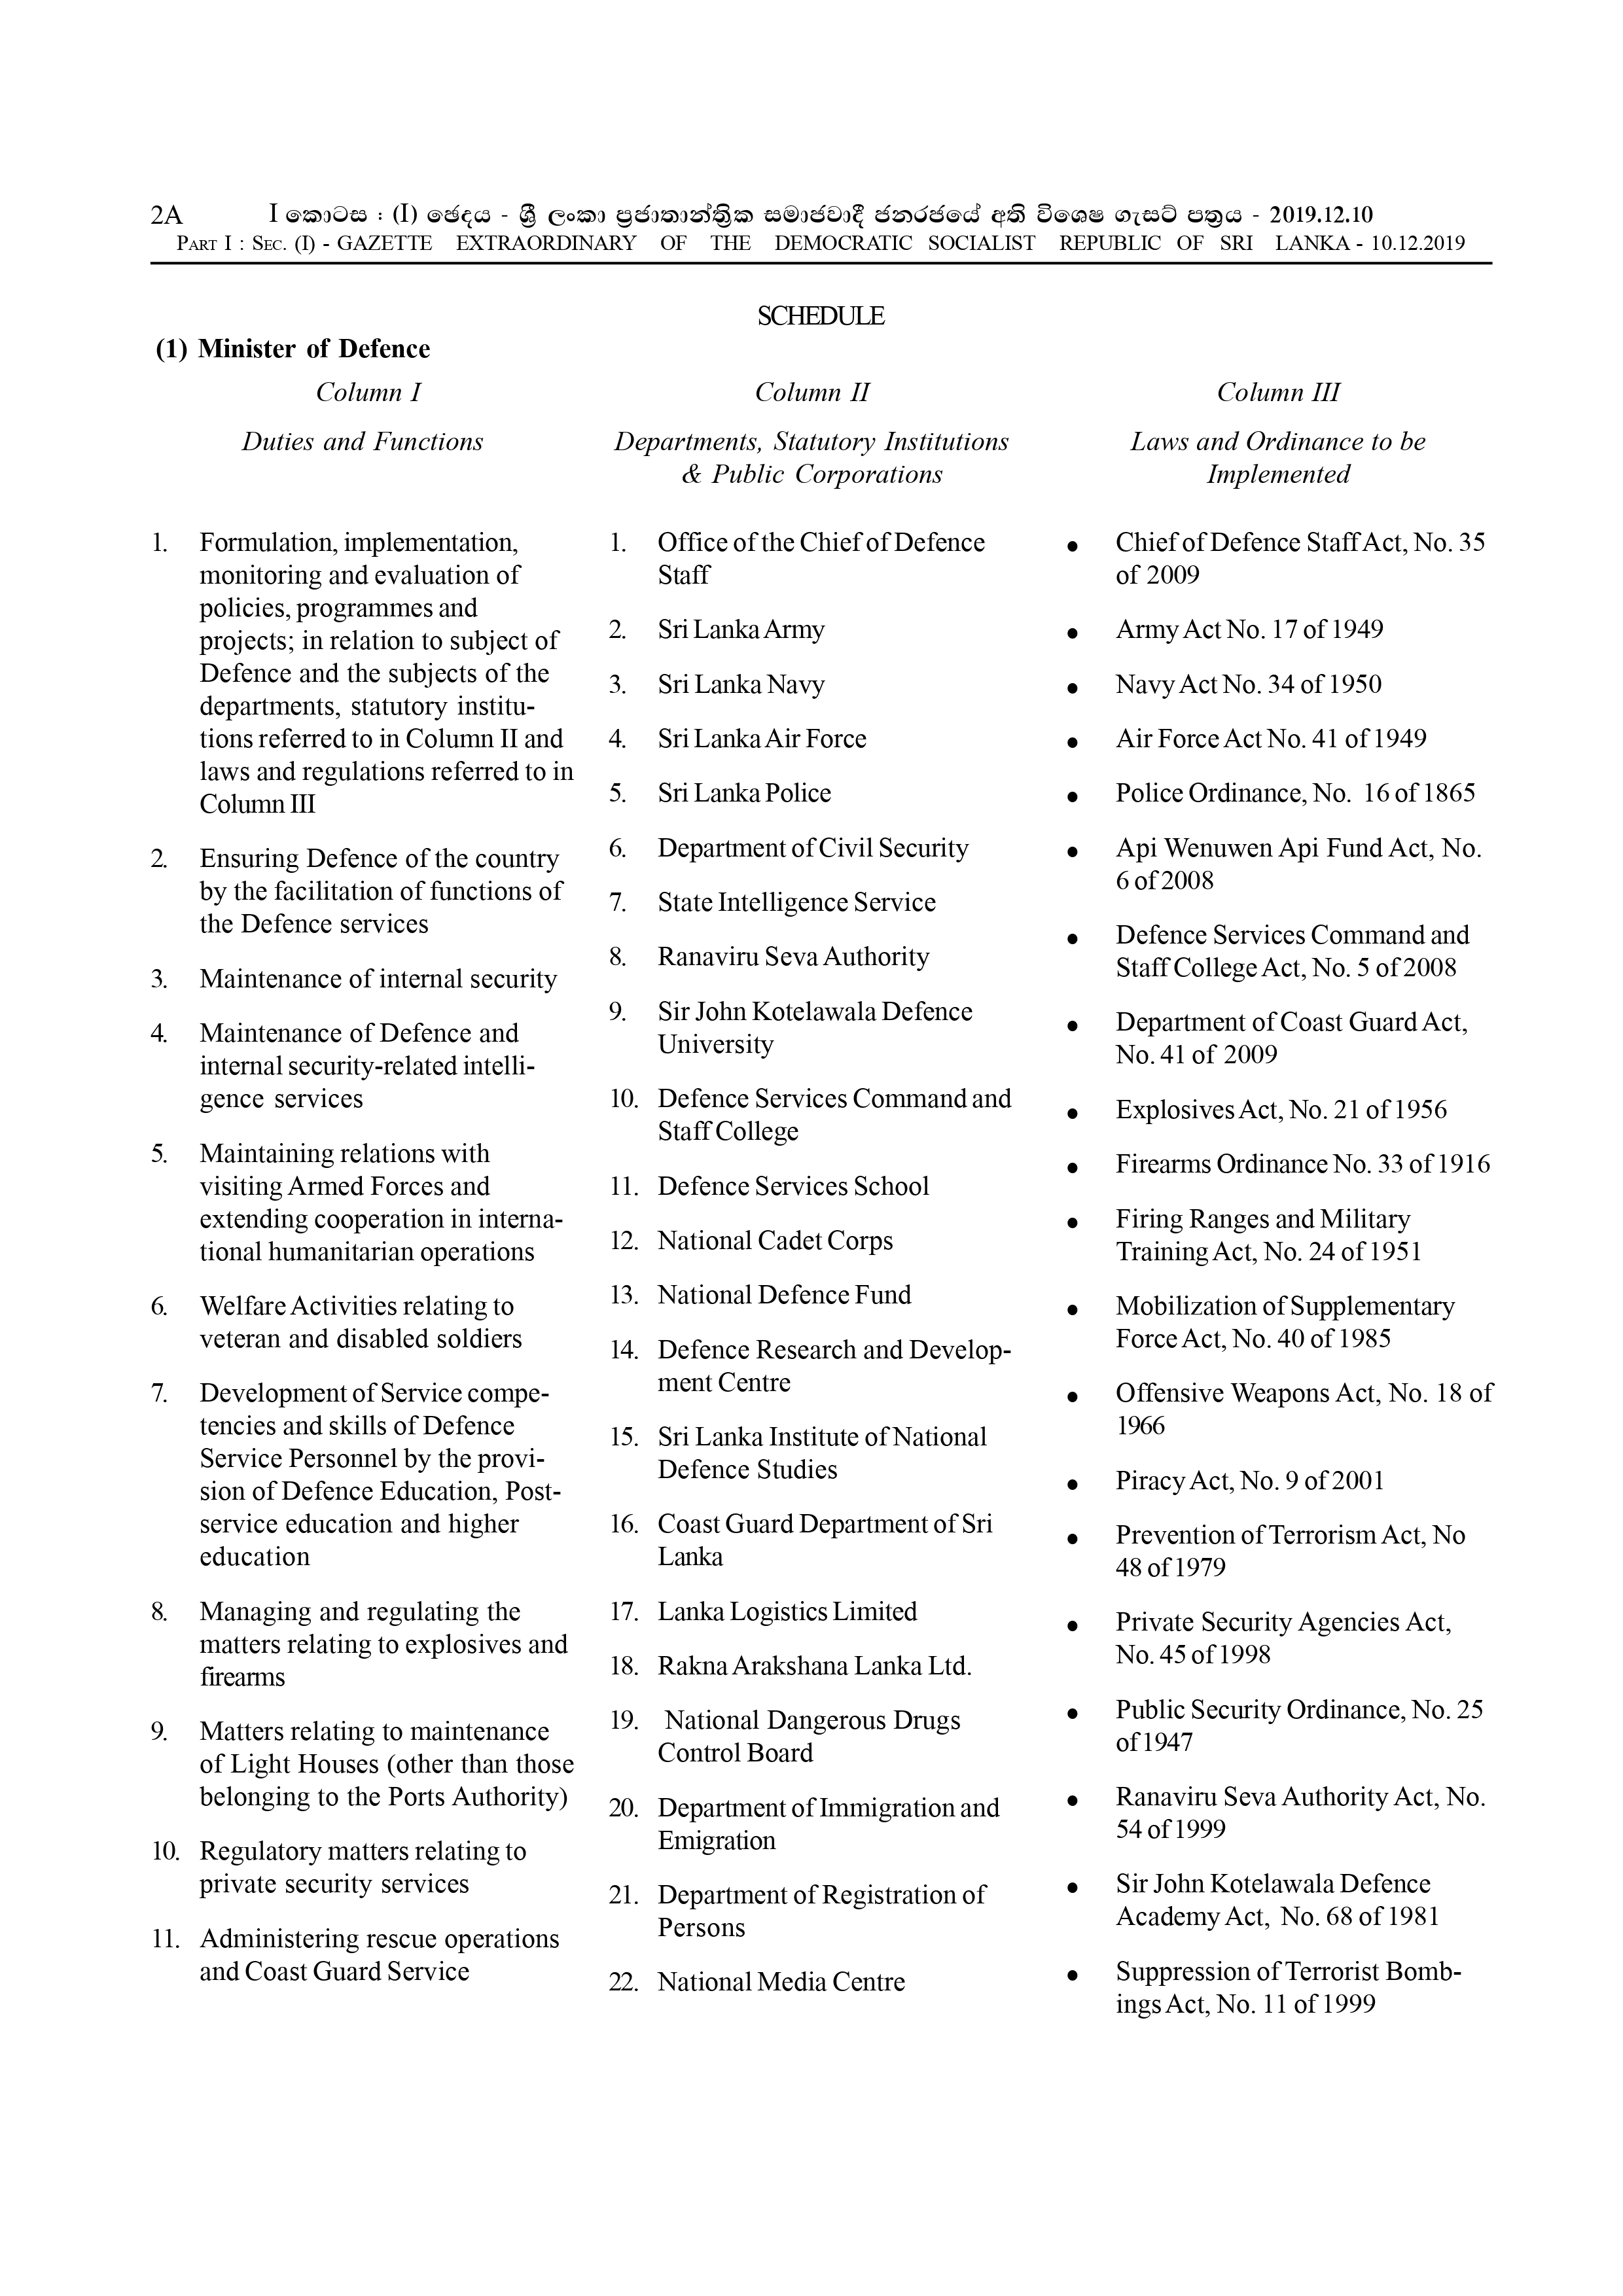 2A I කොටස : (I) ඡෙදය - ශ්‍රී ලංකා ප්‍රජාතාන්ත්‍රික සමාජවාදී ජනරජයේ අති විශෙෂ ගැසට් පත්‍රය - 2019.12.10
PART I : SEC. (I) - GAZETTE EXTRAORDINARY OF THE DEMOCRATIC SOCIALIST REPUBLIC OF SRI LANKA - 10.12.2019
SCHEDULE
(1) Minister of Defence
Column I
Duties and Functions
1. Formulation, implementation,
monitoring and evaluation of
policies, programmes and
projects; in relation to subject of
Defence and the subjects of the
departments, statutory institu-
tions referred to in Column II and
laws and regulations referred to in
Column III
2. Ensuring Defence of the country
by the facilitation of functions of
the Defence services
3. Maintenance of internal security
4. Maintenance of Defence and
internal security-related intelli-
gence services
5. Maintaining relations with
visiting Armed Forces and
extending cooperation in interna-
tional humanitarian operations
6. Welfare Activities relating to
veteran and disabled soldiers
7. Development of Service compe-
tencies and skills of Defence
Service Personnel by the provi-
sion of Defence Education, Post-
service education and higher
education
8. Managing and regulating the
matters relating to explosives and
firearms
9. Matters relating to maintenance
of Light Houses (other than those
belonging to the Ports Authority)
10. Regulatory matters relating to
private security services
11. Administering rescue operations
and Coast Guard Service
Column II
Departments, Statutory Institutions
& Public Corporations
1. Office of the Chief of Defence
Staff
2. Sri Lanka Army
3. Sri Lanka Navy
4. Sri Lanka Air Force
5. Sri Lanka Police
6. Department of Civil Security
7. State Intelligence Service
8. Ranaviru Seva Authority
9. Sir John Kotelawala Defence
University
10. Defence Services Command and
Staff College
11. Defence Services School
12. National Cadet Corps
13. National Defence Fund
14. Defence Research and Develop-
ment Centre
15. Sri Lanka Institute of National
Defence Studies
16. Coast Guard Department of Sri
Lanka
17. Lanka Logistics Limited
18. Rakna Arakshana Lanka Ltd.
19. National Dangerous Drugs
Control Board
20. Department of Immigration and
Emigration
21. Department of Registration of
Persons
22. National Media Centre
Column III
Laws and Ordinance to be
Implemented
● Chief of Defence Staff Act, No. 35
of 2009
● Army Act No. 17 of 1949
● Navy Act No. 34 of 1950
● Air Force Act No. 41 of 1949
● Police Ordinance, No. 16 of 1865
● Api Wenuwen Api Fund Act, No.
6 of 2008
● Defence Services Command and
Staff College Act, No. 5 of 2008
● Department of Coast Guard Act,
No. 41 of 2009
● Explosives Act, No. 21 of 1956
● Firearms Ordinance No. 33 of 1916
● Firing Ranges and Military
Training Act, No. 24 of 1951
● Mobilization of Supplementary
Force Act, No. 40 of 1985
● Offensive Weapons Act, No. 18 of
1966
● Piracy Act, No. 9 of 2001
● Prevention of Terrorism Act, No
48 of 1979
● Private Security Agencies Act,
No. 45 of 1998
● Public Security Ordinance, No. 25
of 1947
● Ranaviru Seva Authority Act, No.
54 of 1999
● Sir John Kotelawala Defence
Academy Act, No. 68 of 1981
● Suppression of Terrorist Bomb-
ings Act, No. 11 of 1999